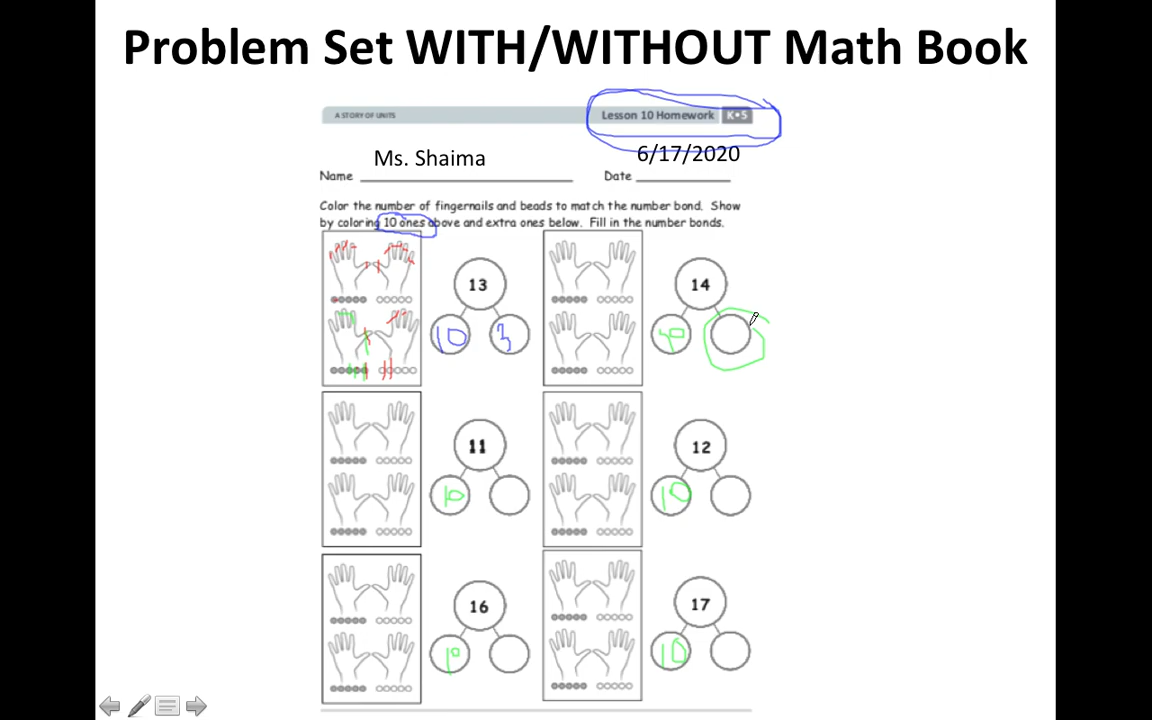 Problem Set WITH/WITHOUT Math Book
A STORY OF UNITS Lesson 10 Homework K•5
Ms. Shaima 6/17/2020
Name Date
Color the number of fingernails and beads to match the number bond. Show
by coloring 10 ones above and extra ones below. Fill in the number bonds.
13 14
10 3
11 12
10 10
16 17
10 10